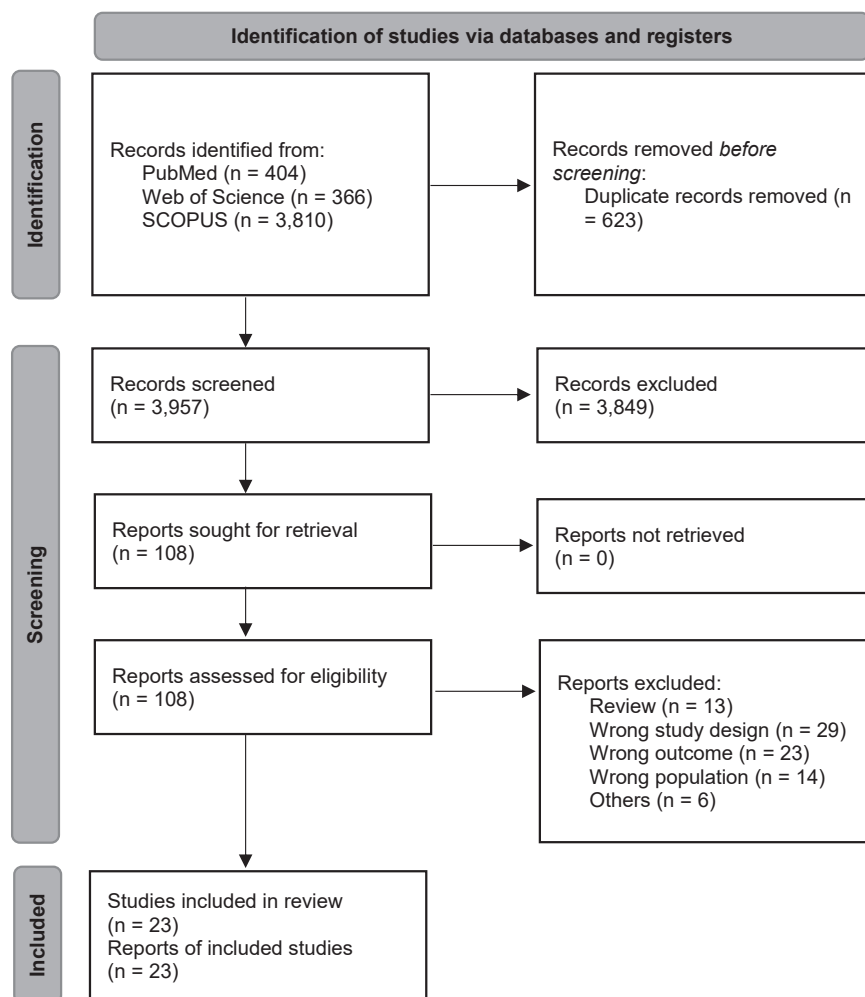 Identification of studies via databases and registers
Identification
Records identified from:
PubMed (n = 404)
Web of Science (n = 366)
SCOPUS (n = 3,810)
Records removed before
screening:
Duplicate records removed (n
= 623)
Screening
Records screened
(n = 3,957)
Records excluded
(n = 3,849)
Reports sought for retrieval
(n = 108)
Reports not retrieved
(n = 0)
Reports assessed for eligibility
(n = 108)
Reports excluded:
Review (n = 13)
Wrong study design (n = 29)
Wrong outcome (n = 23)
Wrong population (n = 14)
Others (n = 6)
Included
Studies included in review
(n = 23)
Reports of included studies
(n = 23)